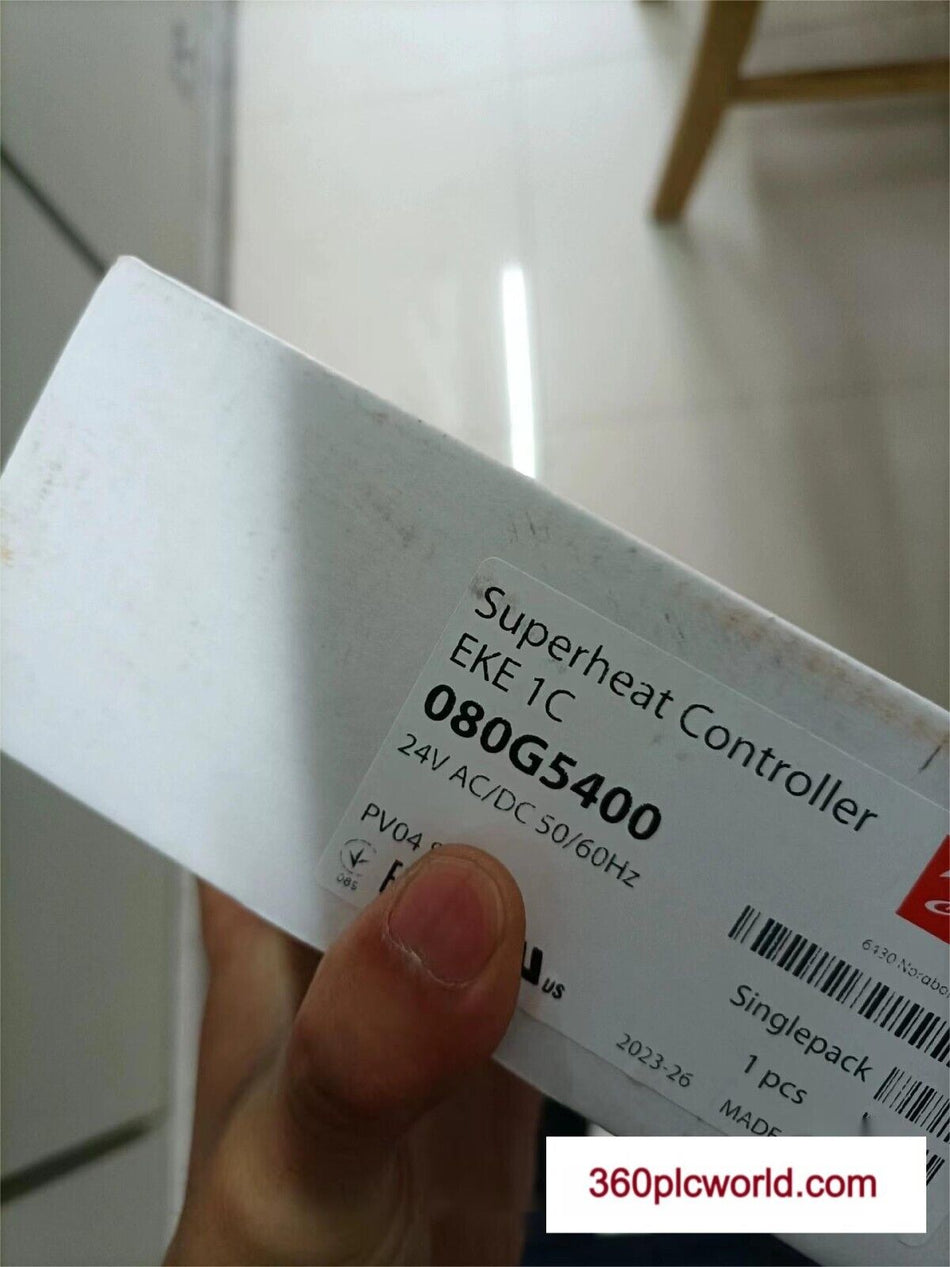 Superheat Controller
EKE 1C
080G5400
24V AC/DC 50/60Hz
PV04
085
US
6430
Singlepack
1 pcs
2023-26
MADE
360plcworld.com